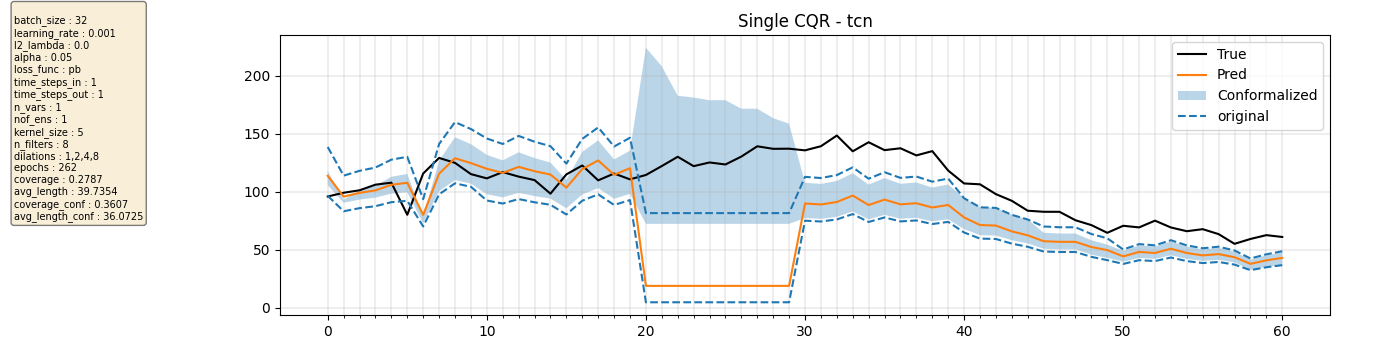 batch_size : 32
learning_rate : 0.001
l2_lambda : 0.0
alpha : 0.05
loss_func : pb
time_steps_in : 1
time_steps_out : 1
n_vars : 1
nof_ens : 1
kernel_size : 5
n_filters : 8
dilations : 1,2,4,8
epochs : 262
coverage : 0.2787
avg_length : 39.7354
coverage_conf : 0.3607
avg_length_conf : 36.0725
Single CQR - tcn
True
Pred
Conformalized
original
200
150
100
50
0
0 10 20 30 40 50 60